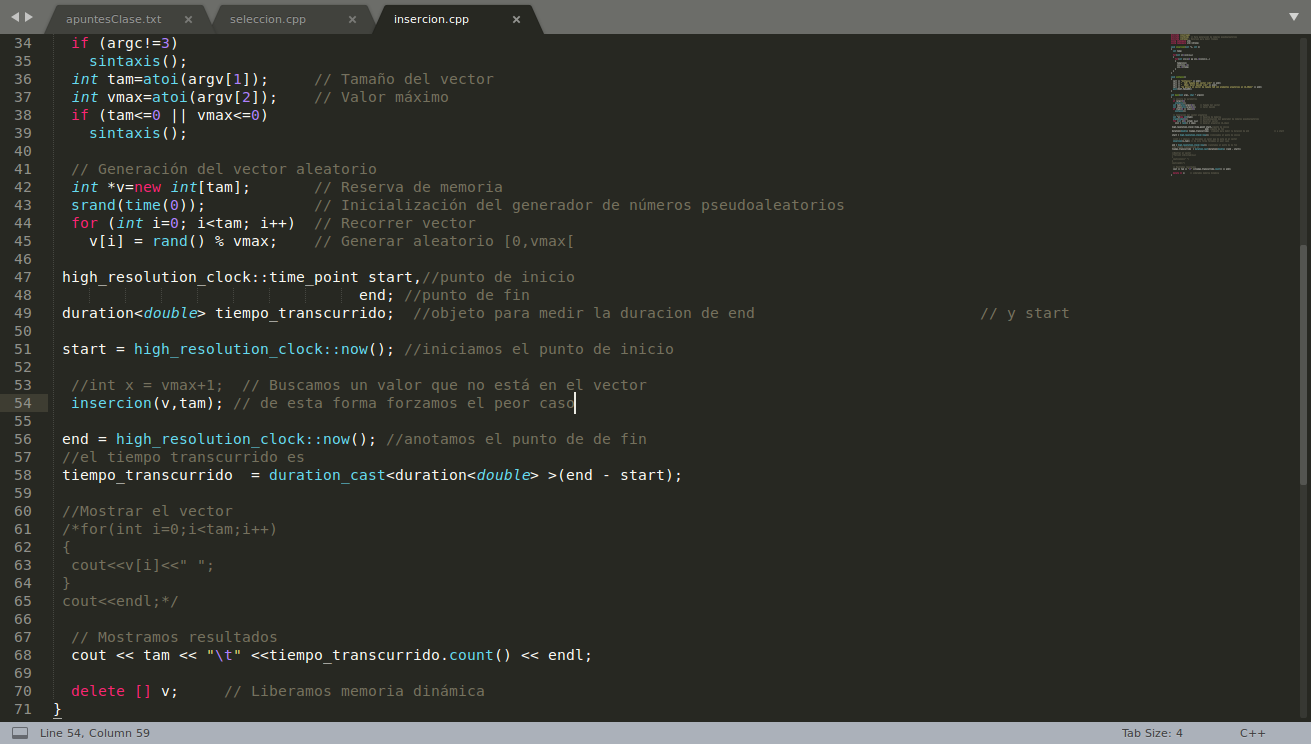 apuntesClase.txt × seleccion.cpp × insercion.cpp ×
34 if (argc!=3)
35 sintaxis();
36 int tam=atoi(argv[1]); // Tamaño del vector
37 int vmax=atoi(argv[2]); // Valor máximo
38 if (tam<=0 || vmax<=0)
39 sintaxis();
40
41 // Generación del vector aleatorio
42 int *v=new int[tam]; // Reserva de memoria
43 srand(time(0)); // Inicialización del generador de números pseudoaleatorios
44 for (int i=0; i<tam; i++) // Recorrer vector
45 v[i] = rand() % vmax; // Generar aleatorio [0,vmax[
46
47 high_resolution_clock::time_point start,//punto de inicio
48 end; //punto de fin
49 duration<double> tiempo_transcurrido; //objeto para medir la duracion de end // y start
50
51 start = high_resolution_clock::now(); //iniciamos el punto de inicio
52
53 //int x = vmax+1; // Buscamos un valor que no está en el vector
54 insercion(v,tam); // de esta forma forzamos el peor caso
55
56 end = high_resolution_clock::now(); //anotamos el punto de de fin
57 //el tiempo transcurrido es
58 tiempo_transcurrido = duration_cast<duration<double> >(end - start);
59
60 //Mostrar el vector
61 /*for(int i=0;i<tam;i++)
62 {
63 cout<<v[i]<<" ";
64 }
65 cout<<endl;*/
66
67 // Mostramos resultados
68 cout << tam << "\t" <<tiempo_transcurrido.count() << endl;
69
70 delete [] v; // Liberamos memoria dinámica
71 }
Line 54, Column 59 Tab Size: 4 C++